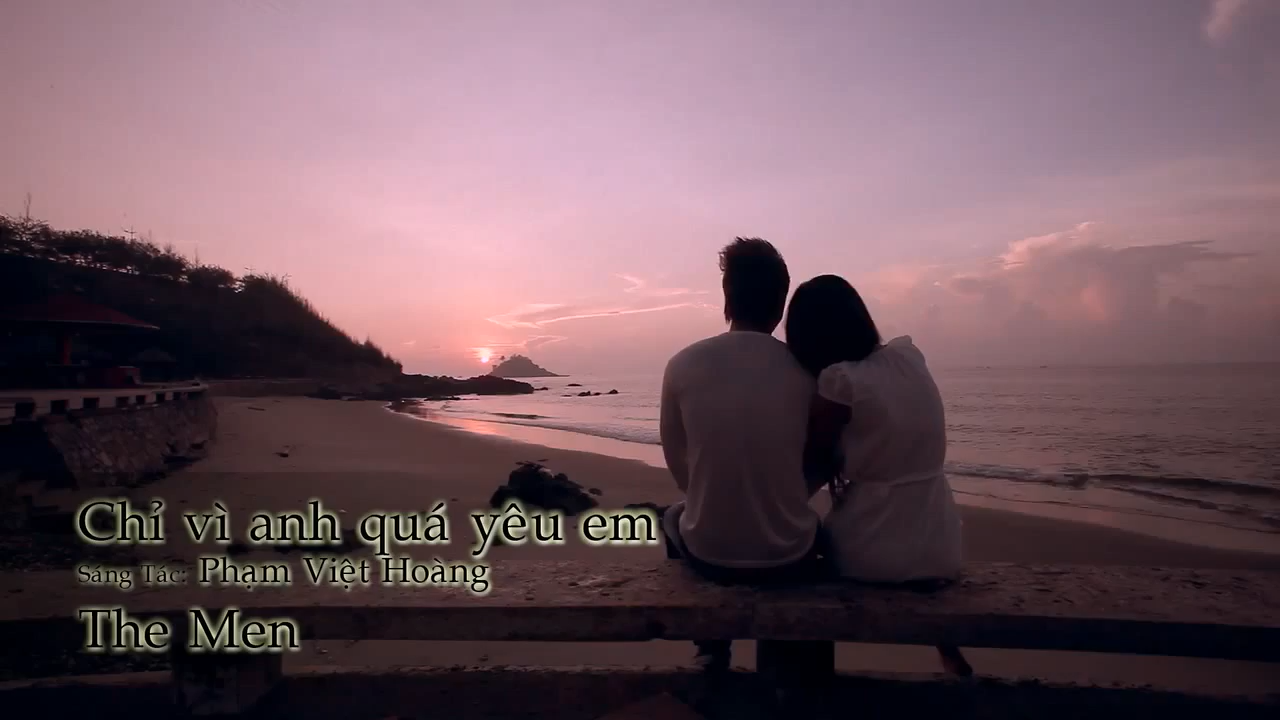 Chỉ vì anh quá yêu em
Sáng Tác: Phạm Việt Hoàng
The Men